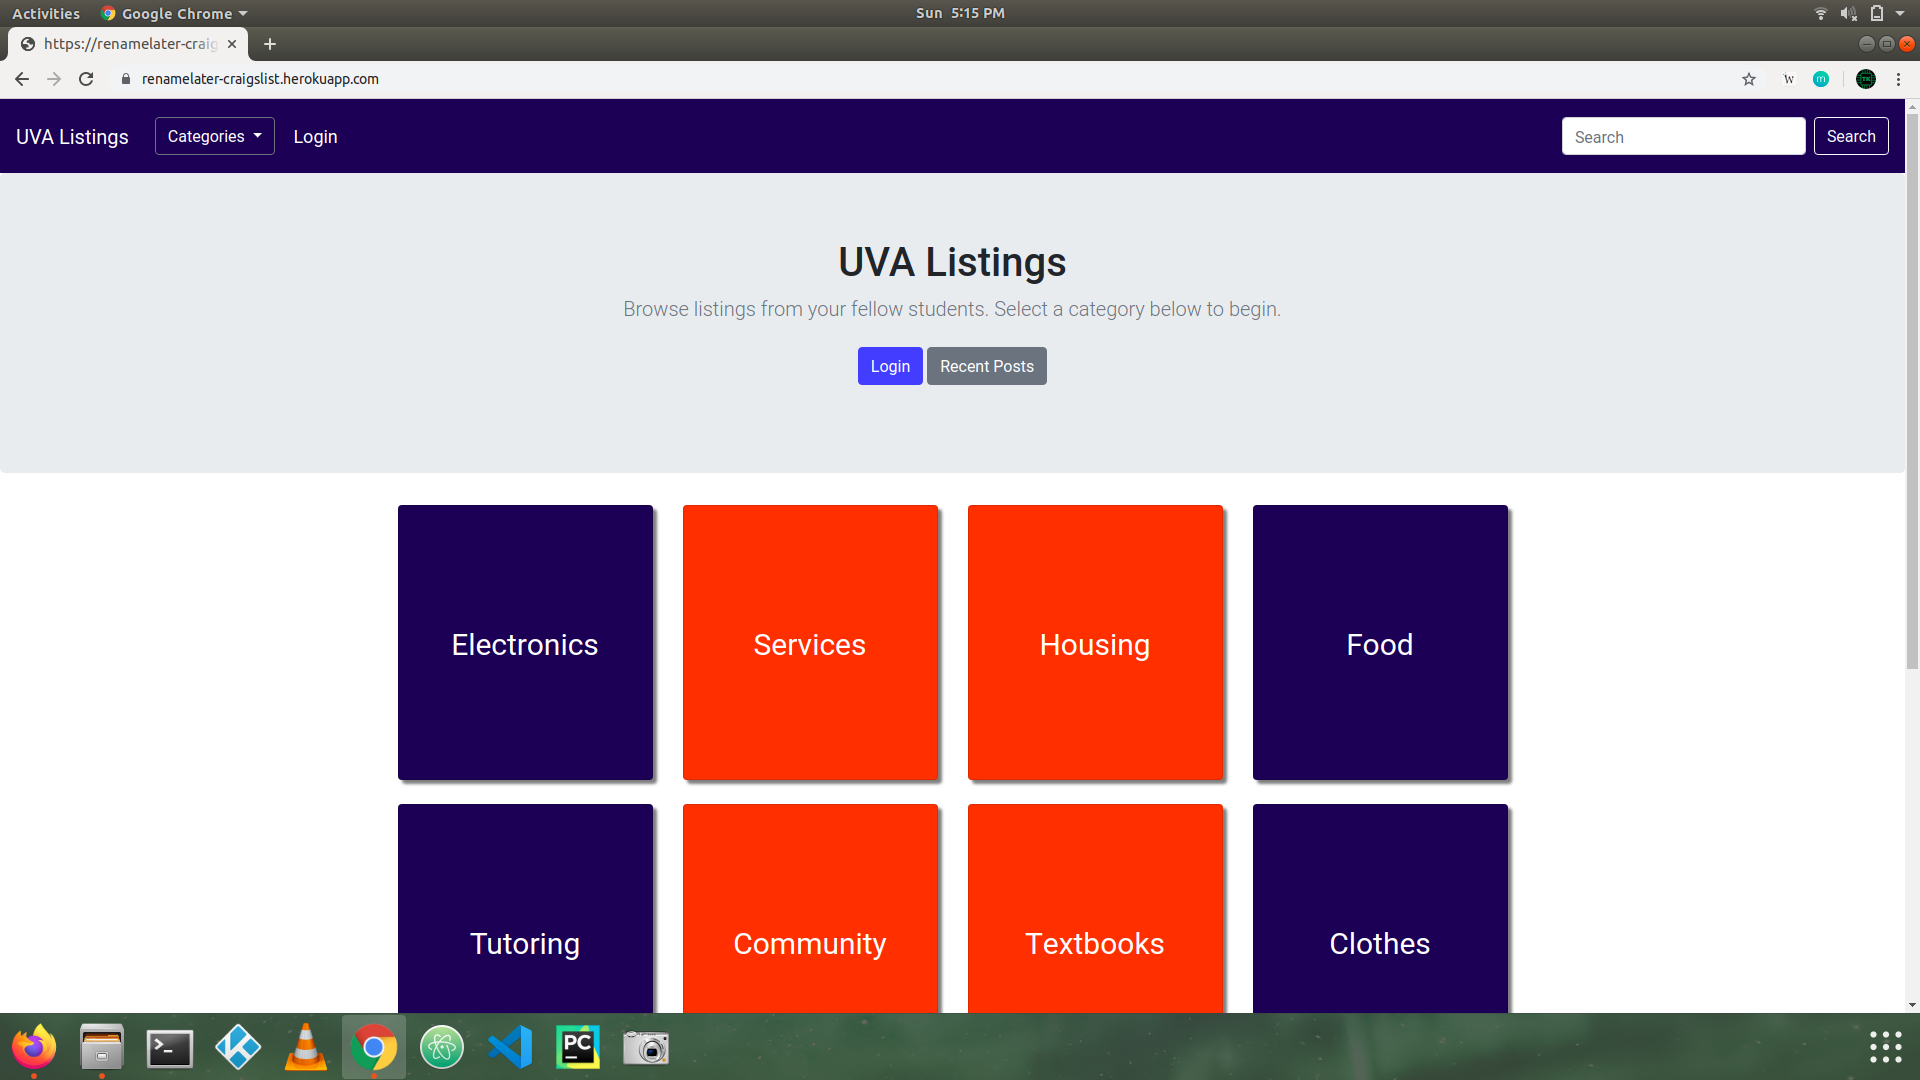 Activities
Google Chrome
Sun 5:15 PM
https://renamelater-craig
renamelater-craigslist.herokuapp.com
W
m
UVA Listings
Categories
Login
Search
Search
UVA Listings
Browse listings from your fellow students. Select a category below to begin.
Login
Recent Posts
Electronics
Services
Housing
Food
Tutoring
Community
Textbooks
Clothes
PC